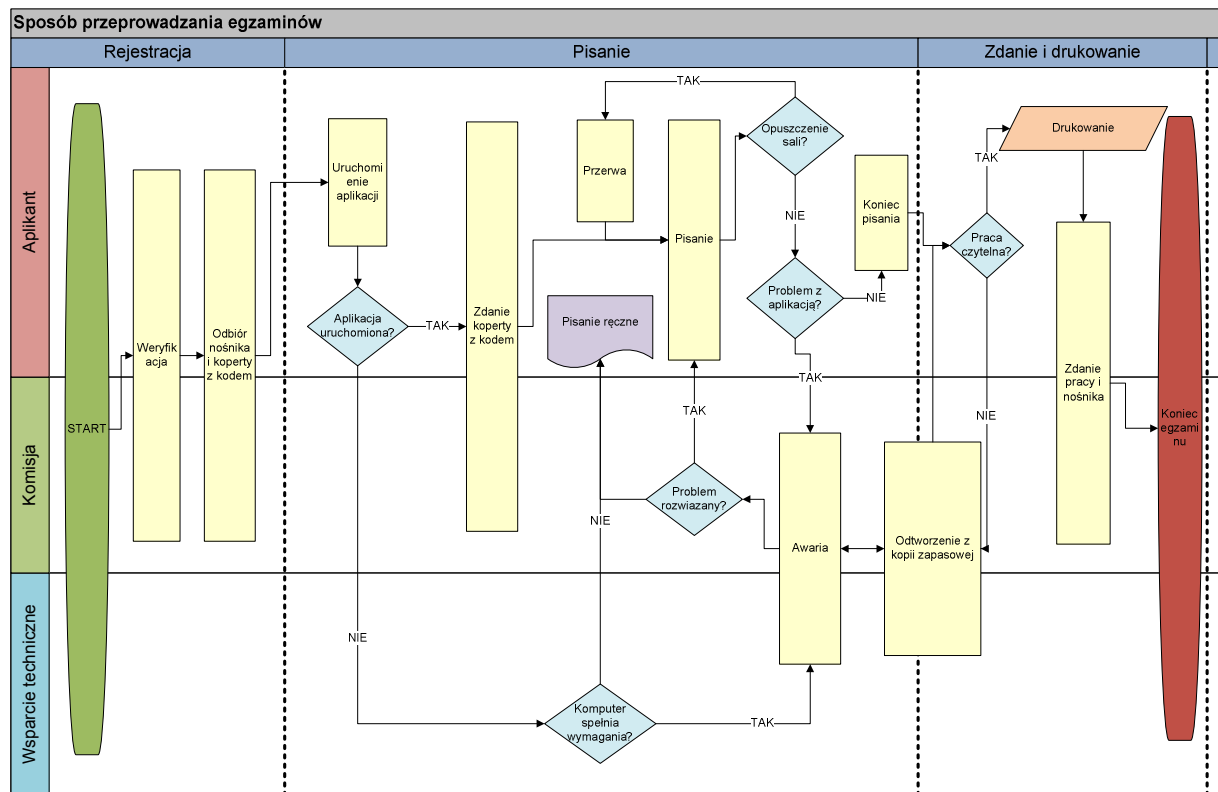 Sposób przeprowadzania egzaminów
Rejestracja
Pisanie
Zdanie i drukowanie
Aplikant
Komisja
Wsparcie techniczne
START
Weryfik
acja
Odbiór
nośnika
i koperty
z kodem
Uruchom
ienie
aplikacji
Aplikacja
uruchomiona?
TAK
NIE
Zdanie
koperty
z kodem
Przerwa
TAK
Pisanie
Opuszczenie
sali?
NIE
Problem z
aplikacją?
NIE
TAK
Koniec
pisania
Pisanie ręczne
TAK
Problem
rozwiazany?
NIE
Awaria
Odtworzenie z
kopii zapasowej
Komputer
spełnia
wymagania?
TAK
Praca
czytelna?
TAK
NIE
Drukowanie
Zdanie
pracy i
nośnika
Koniec
egzami
nu